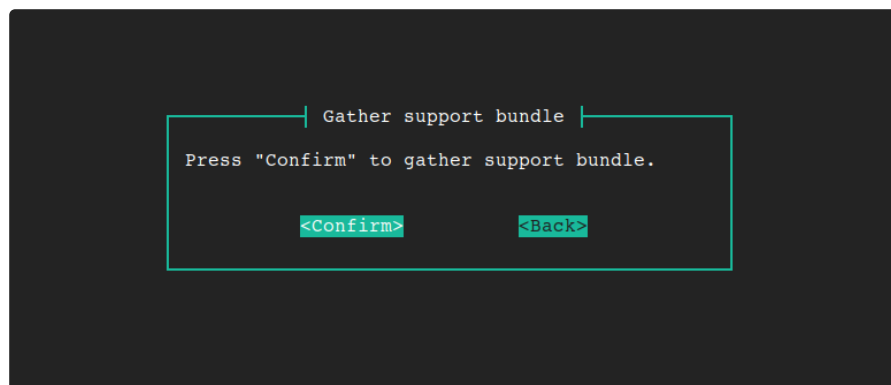 Gather support bundle
Press "Confirm" to gather support bundle.
<Confirm> <Back>